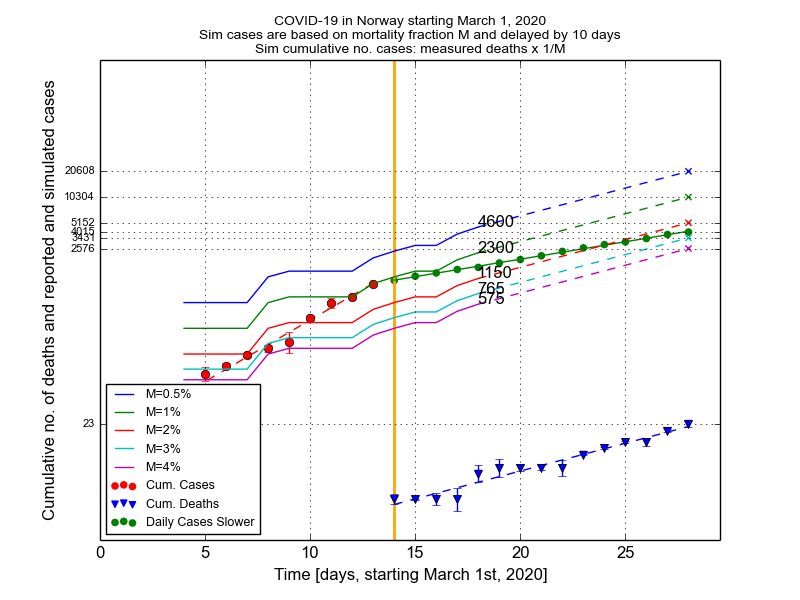 COVID-19 in Norway starting March 1, 2020
Sim cases are based on mortality fraction M and delayed by 10 days
Sim cumulative no. cases: measured deaths x 1/M
Cumulative no. of deaths and reported and simulated cases
20608
10304
5152
4015
3431
2576
23
4600
2300
1150
765
575
M=0.5%
M=1%
M=2%
M=3%
M=4%
Cum. Cases
Cum. Deaths
Daily Cases Slower
0 5 10 15 20 25
Time [days, starting March 1st, 2020]